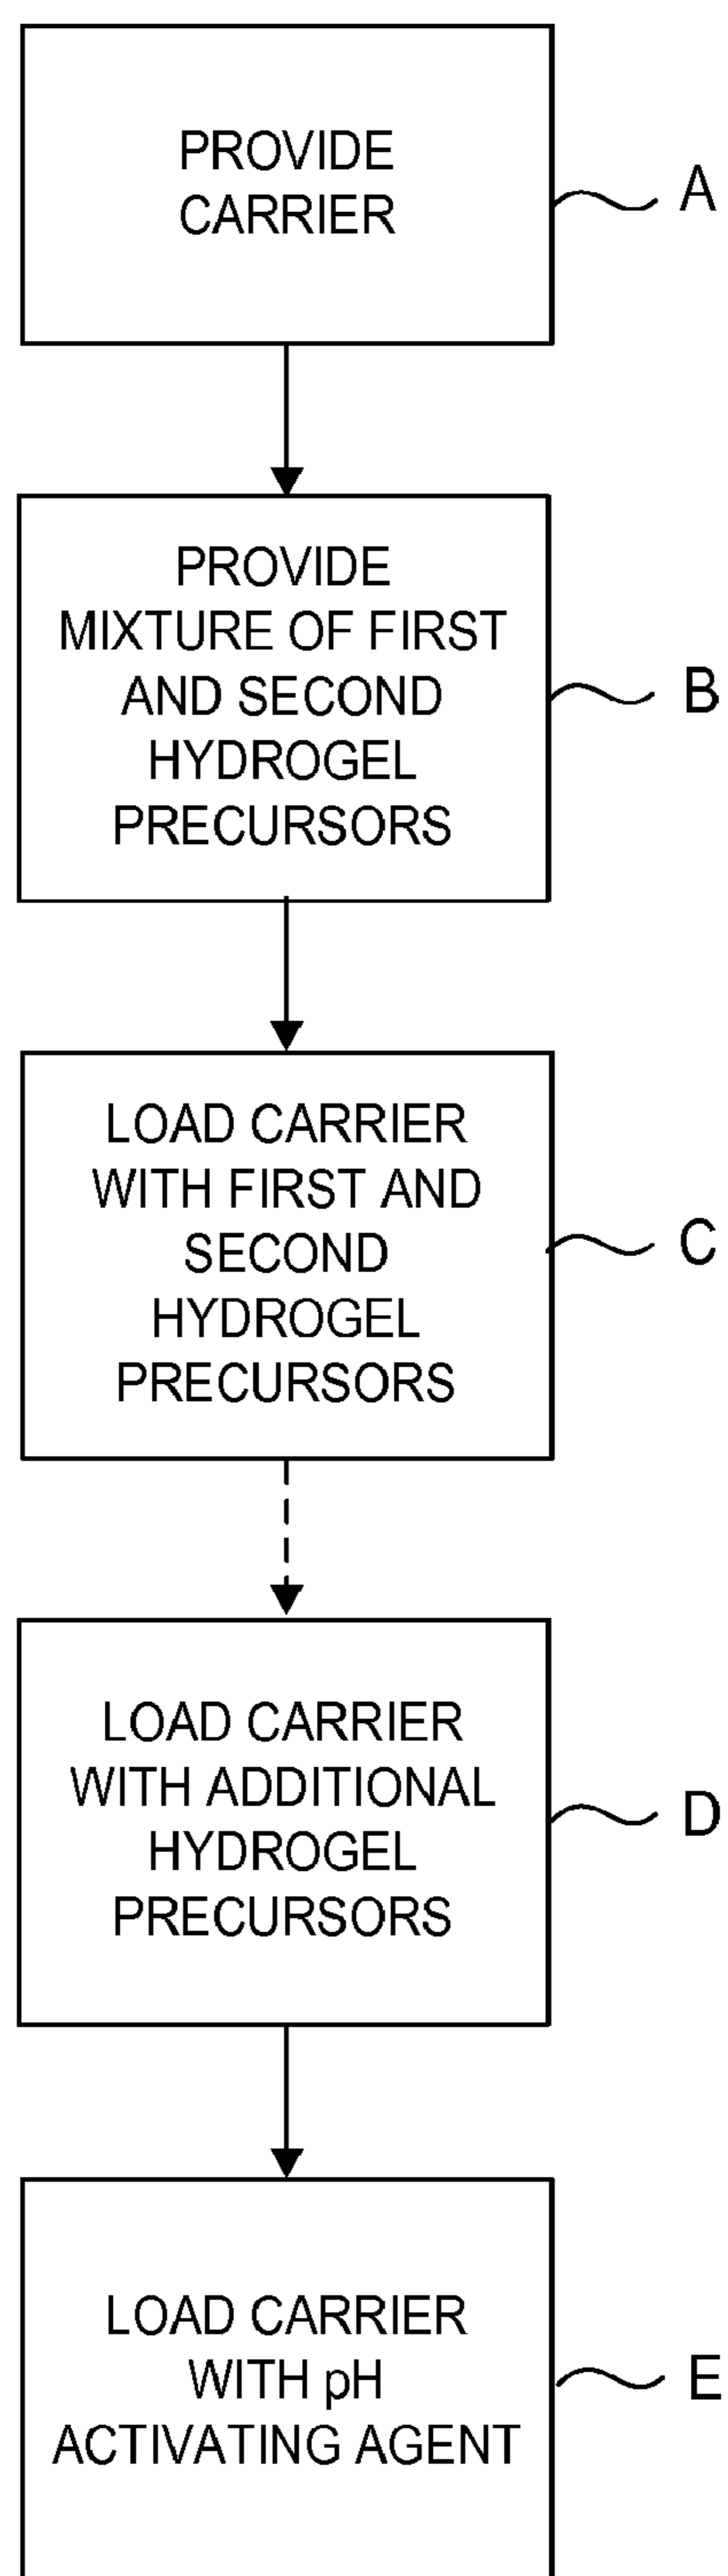 PROVIDE
CARRIER
A
PROVIDE
MIXTURE OF FIRST
AND SECOND
HYDROGEL
PRECURSORS
B
LOAD CARRIER
WITH FIRST AND
SECOND
HYDROGEL
PRECURSORS
C
LOAD CARRIER
WITH ADDITIONAL
HYDROGEL
PRECURSORS
D
LOAD CARRIER
WITH pH
ACTIVATING AGENT
E